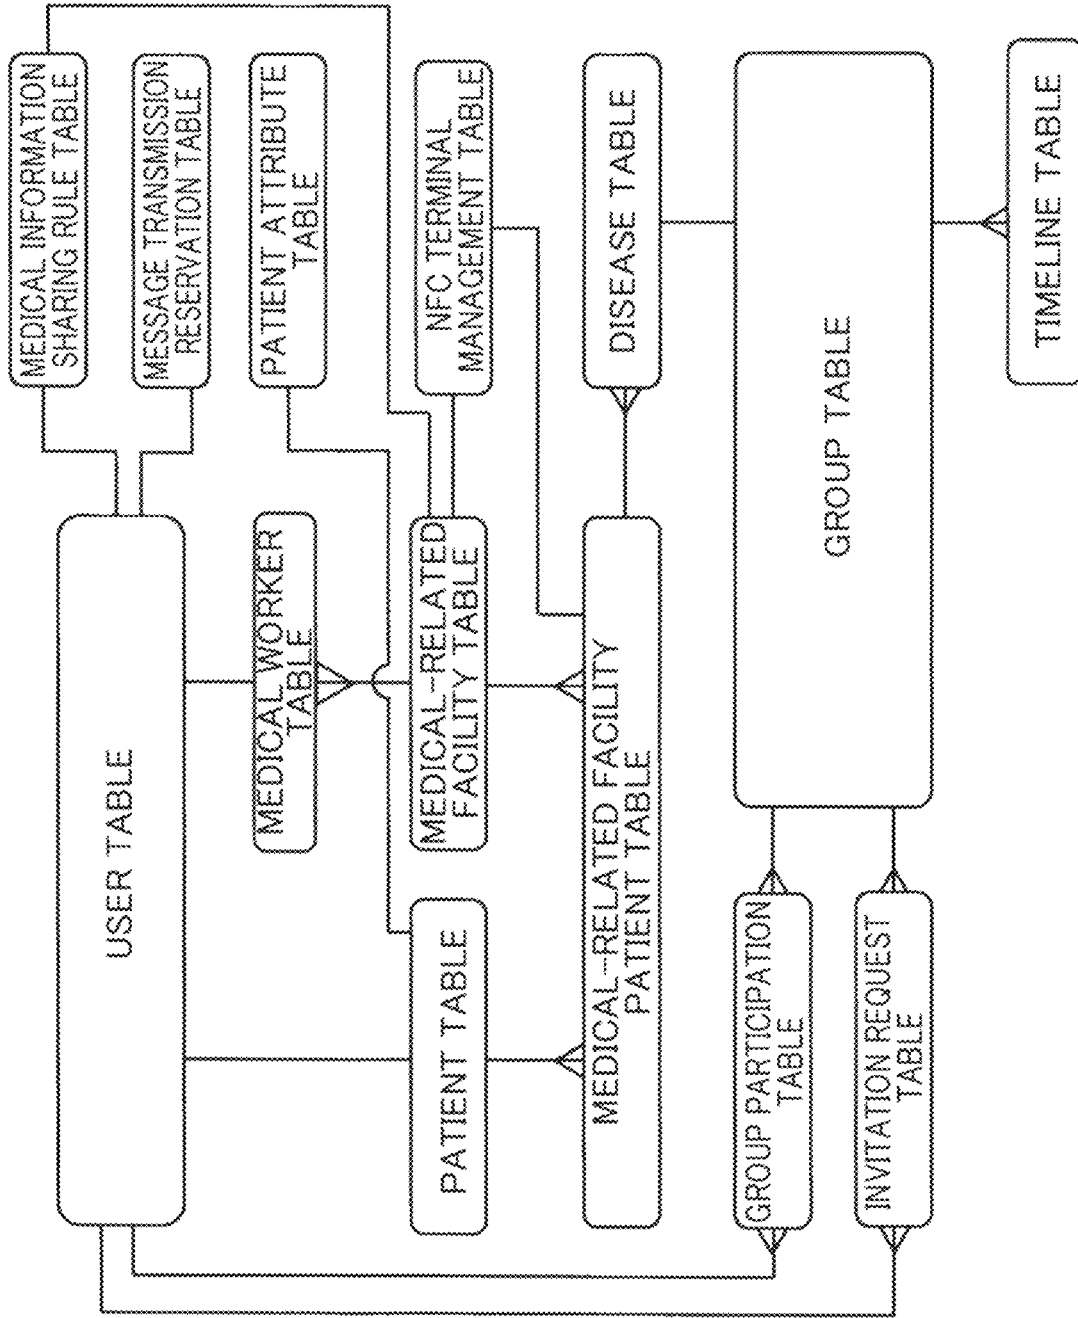 USER TABLE
MEDICAL INFORMATION
SHARING RULE TABLE
MESSAGE TRANSMISSION
RESERVATION TABLE
MEDICAL WORKER
TABLE
PATIENT ATTRIBUTE
TABLE
PATIENT TABLE
MEDICAL-RELATED
FACILITY TABLE
NFC TERMINAL
MANAGEMENT TABLE
MEDICAL-RELATED FACILITY
PATIENT TABLE
DISEASE TABLE
GROUP PARTICIPATION
TABLE
INVITATION REQUEST
TABLE
GROUP TABLE
TIMELINE TABLE